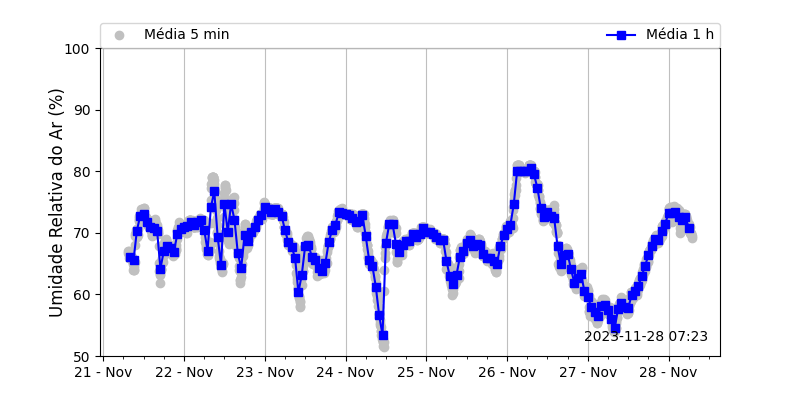 Média 5 min
Média 1 h
Umidade Relativa do Ar (%)
100
90
80
70
60
50
2023-11-28 07:23
21 - Nov
22 - Nov
23 - Nov
24 - Nov
25 - Nov
26 - Nov
27 - Nov
28 - Nov